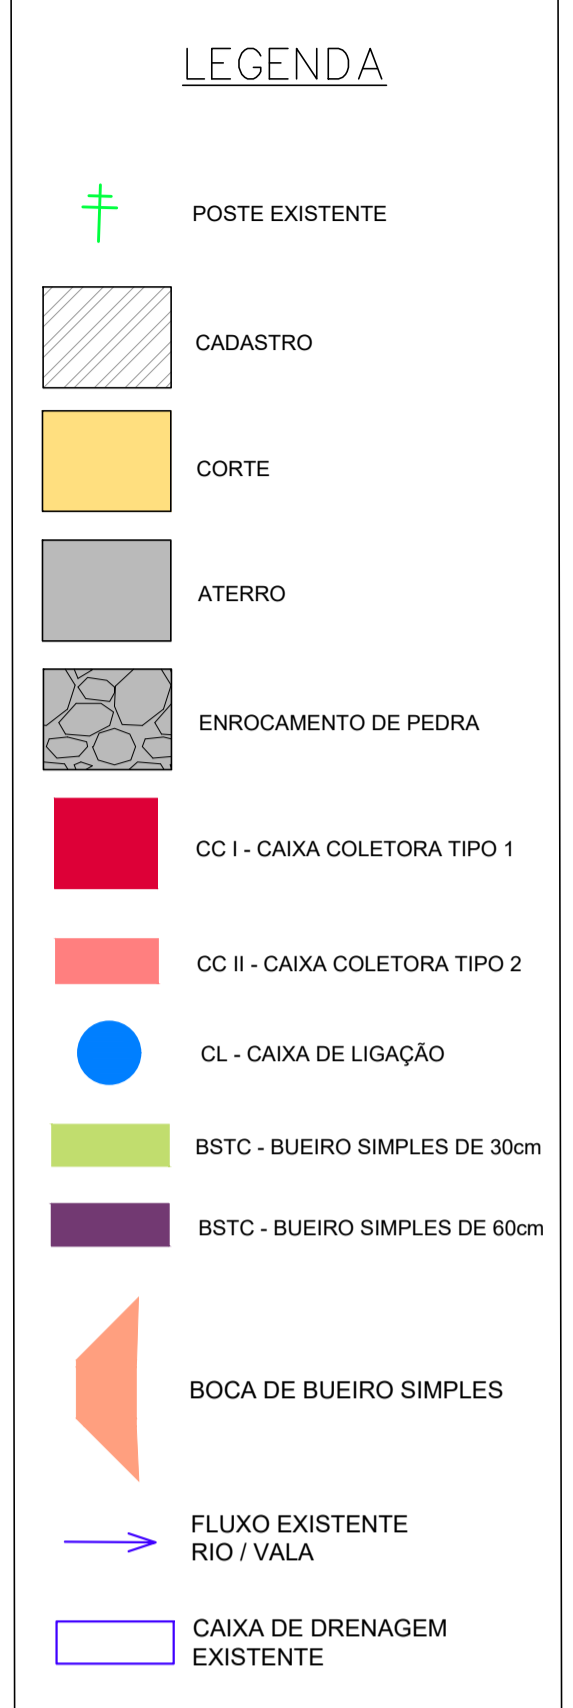 LEGENDA
POSTE EXISTENTE
CADASTRO
CORTE
ATERRO
ENROCAMENTO DE PEDRA
CC I - CAIXA COLETORA TIPO 1
CC II - CAIXA COLETORA TIPO 2
CL - CAIXA DE LIGAÇÃO
BSTC - BUEIRO SIMPLES DE 30cm
BSTC - BUEIRO SIMPLES DE 60cm
BOCA DE BUEIRO SIMPLES
FLUXO EXISTENTE
RIO / VALA
CAIXA DE DRENAGEM
EXISTENTE